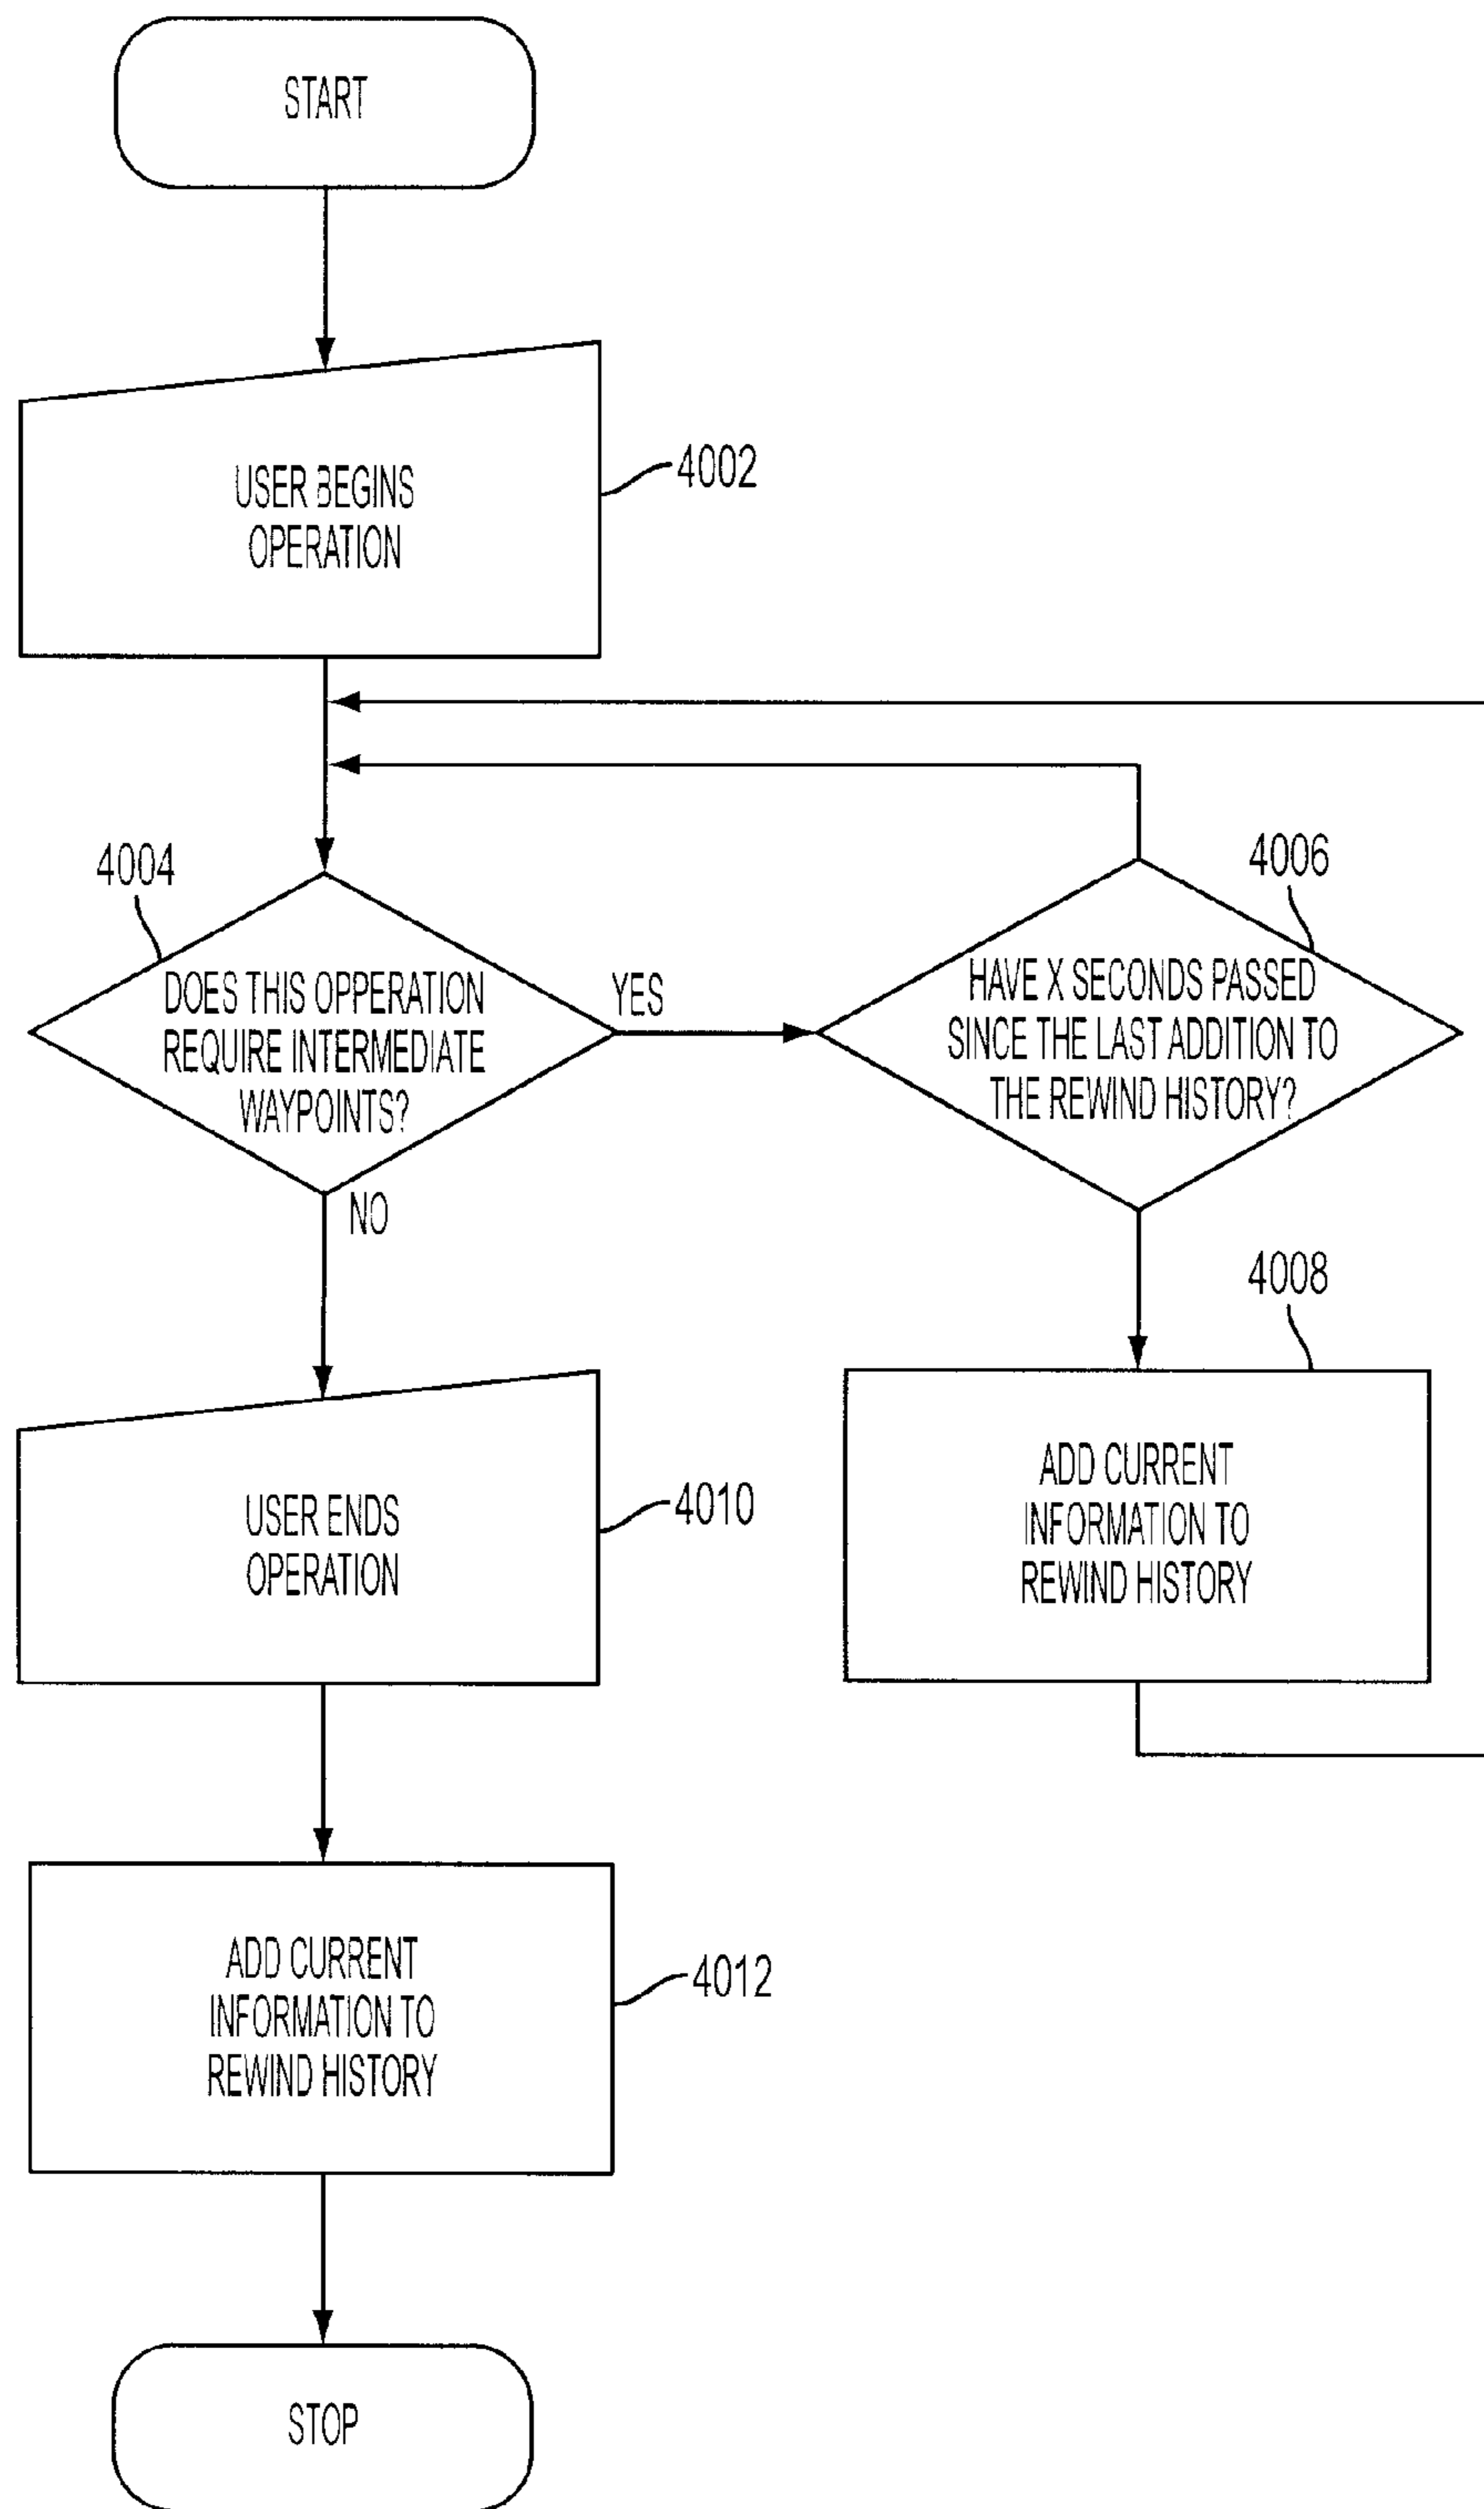 START
USER BEGINS
OPERATION
4002
4004
DOES THIS OPPERATION
REQUIRE INTERMEDIATE
WAYPOINTS?
YES
NO
4006
HAVE X SECONDS PASSED
SINCE THE LAST ADDITION TO
THE REWIND HISTORY?
4008
ADD CURRENT
INFORMATION TO
REWIND HISTORY
USER ENDS
OPERATION
4010
ADD CURRENT
INFORMATION TO
REWIND HISTORY
4012
STOP